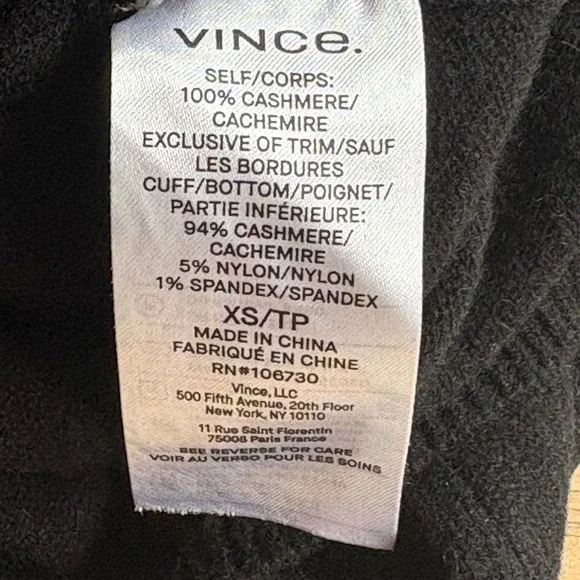 VINCe.
SELF/CORPS:
100% CASHMERE/
CACHEMIRE
EXCLUSIVE OF TRIM/SAUF
LES BORDURES
CUFF/BOTTOM/POIGNET/
PARTIE INFÉRIEURE:
94% CASHMERE/
CACHEMIRE
5% NYLON/NYLON
1% SPANDEX/SPANDEX
XS/TP
MADE IN CHINA
FABRIQUÉ EN CHINE
RN#106730
Vince, LLC
500 Fifth Avenue, 20th Floor
New York, NY 10110
11 Rue Saint Florentin
75008 Paris France
SEE REVERSE FOR CARE
VOIR AU VERSO POUR LES SOINS